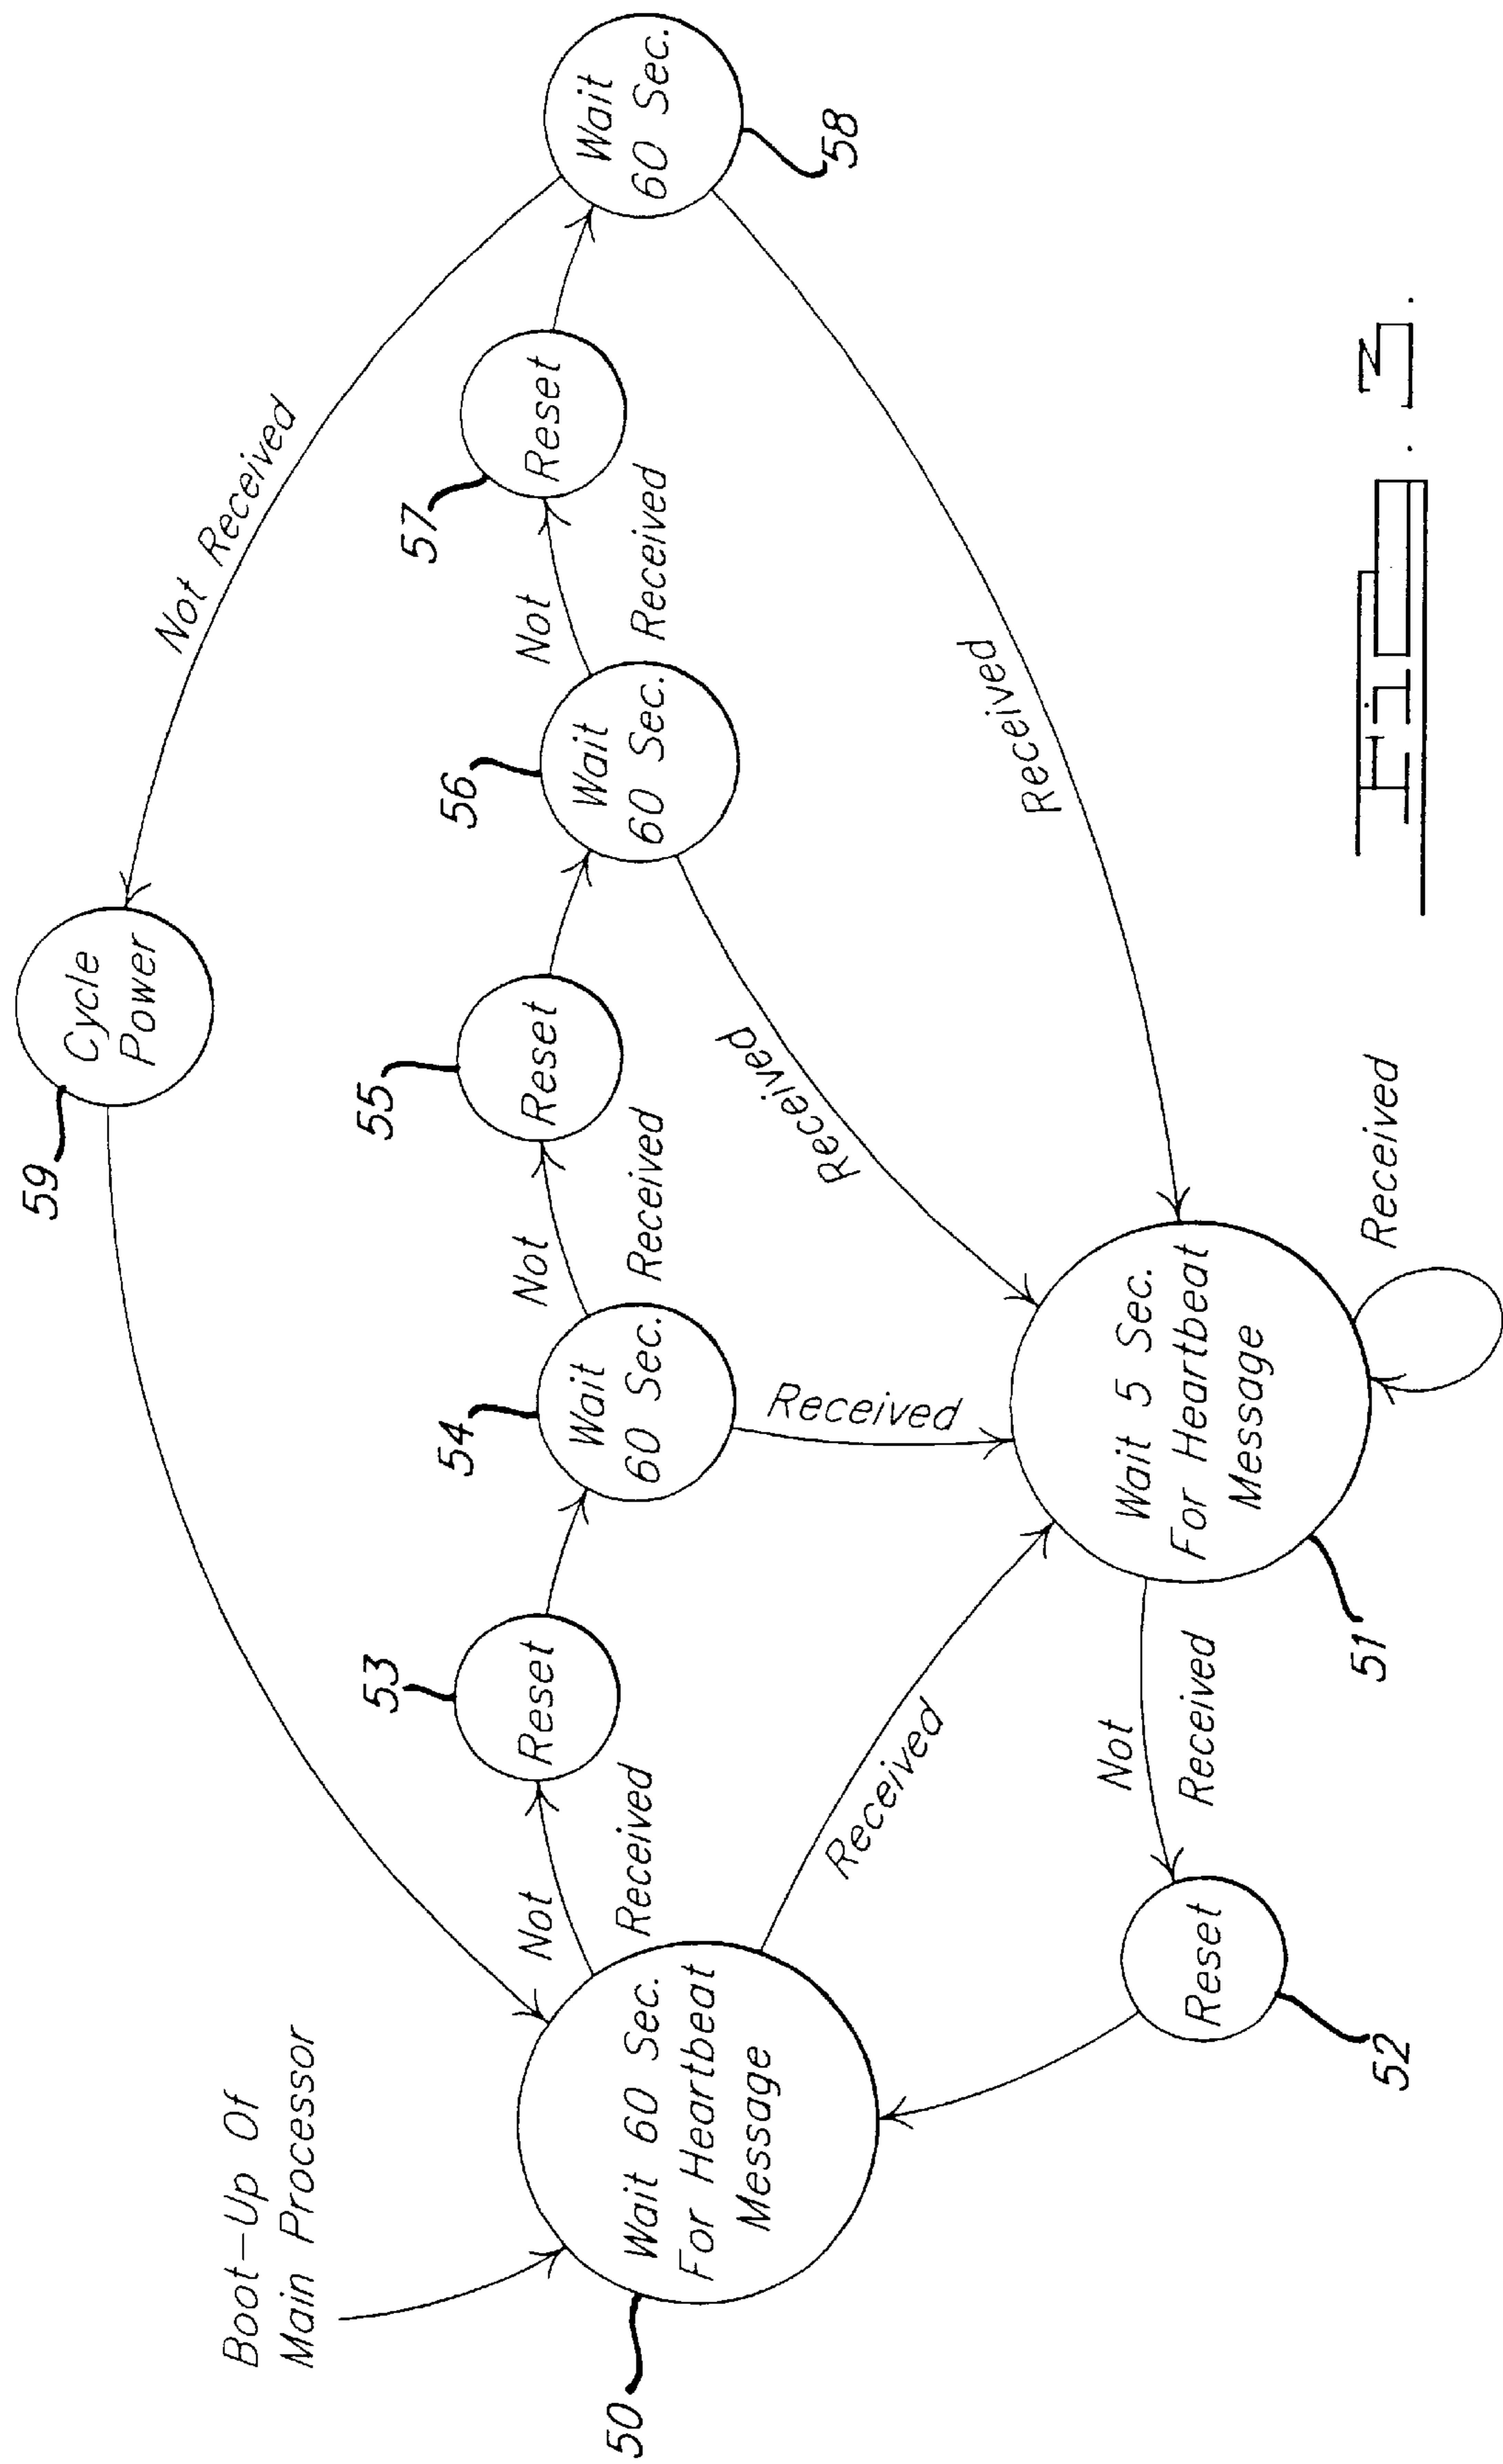 Boot-Up Of
Main Processor
50
Wait 60 Sec.
For Heartbeat
Message
Not
Received
53
Reset
54
Wait
60 Sec.
Not
Received
55
Reset
56
Wait
60 Sec.
Not
Received
57
Reset
58
Wait
60 Sec.
Not Received
59
Cycle
Power
Received
Received
Received
Received
51
Wait 5 Sec.
For Heartbeat
Message
Received
Not
Received
52
Reset
Fig. 3.